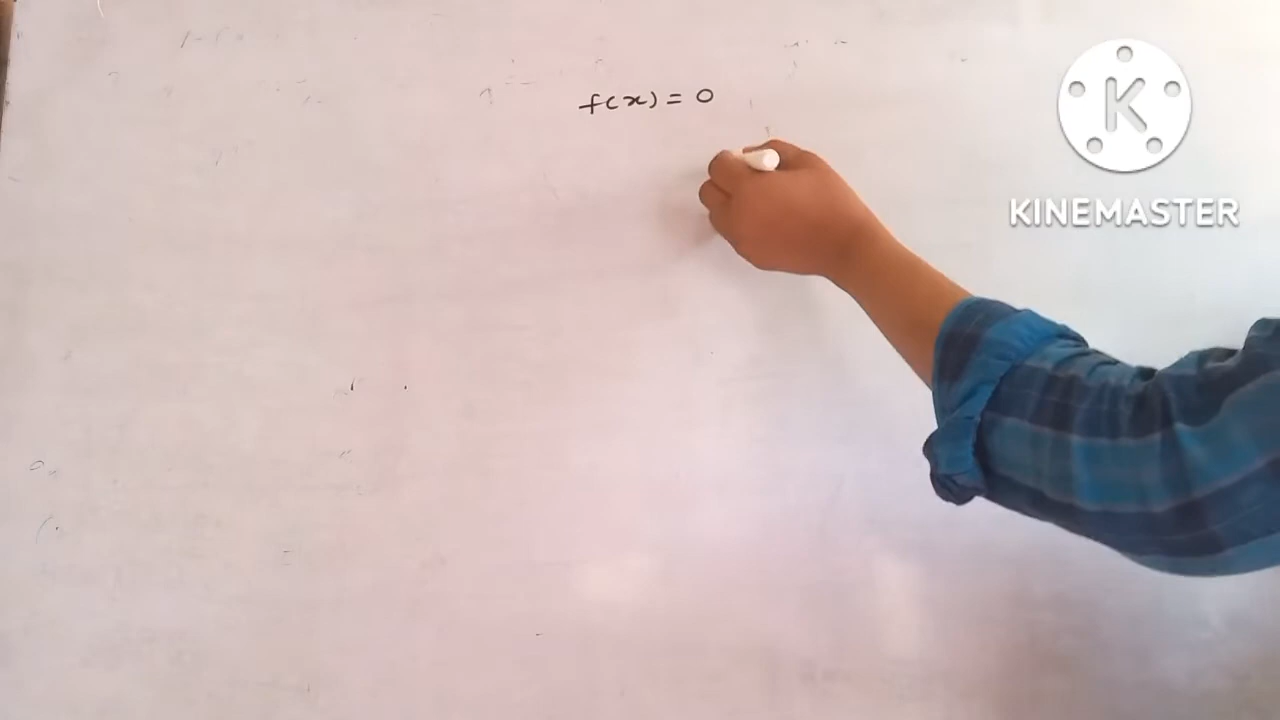 f(x) = 0
K
KINEMASTER